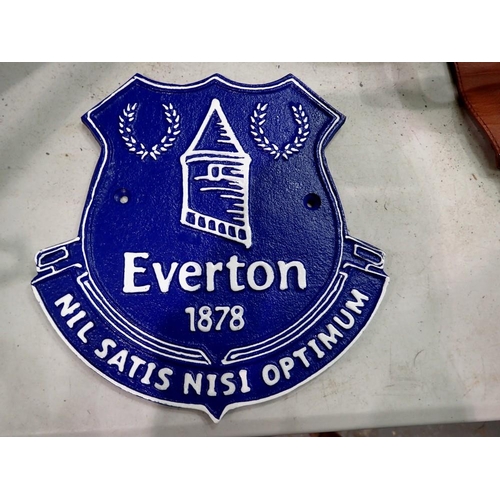 Everton
1878
NIL SATIS NISI OPTIMUM